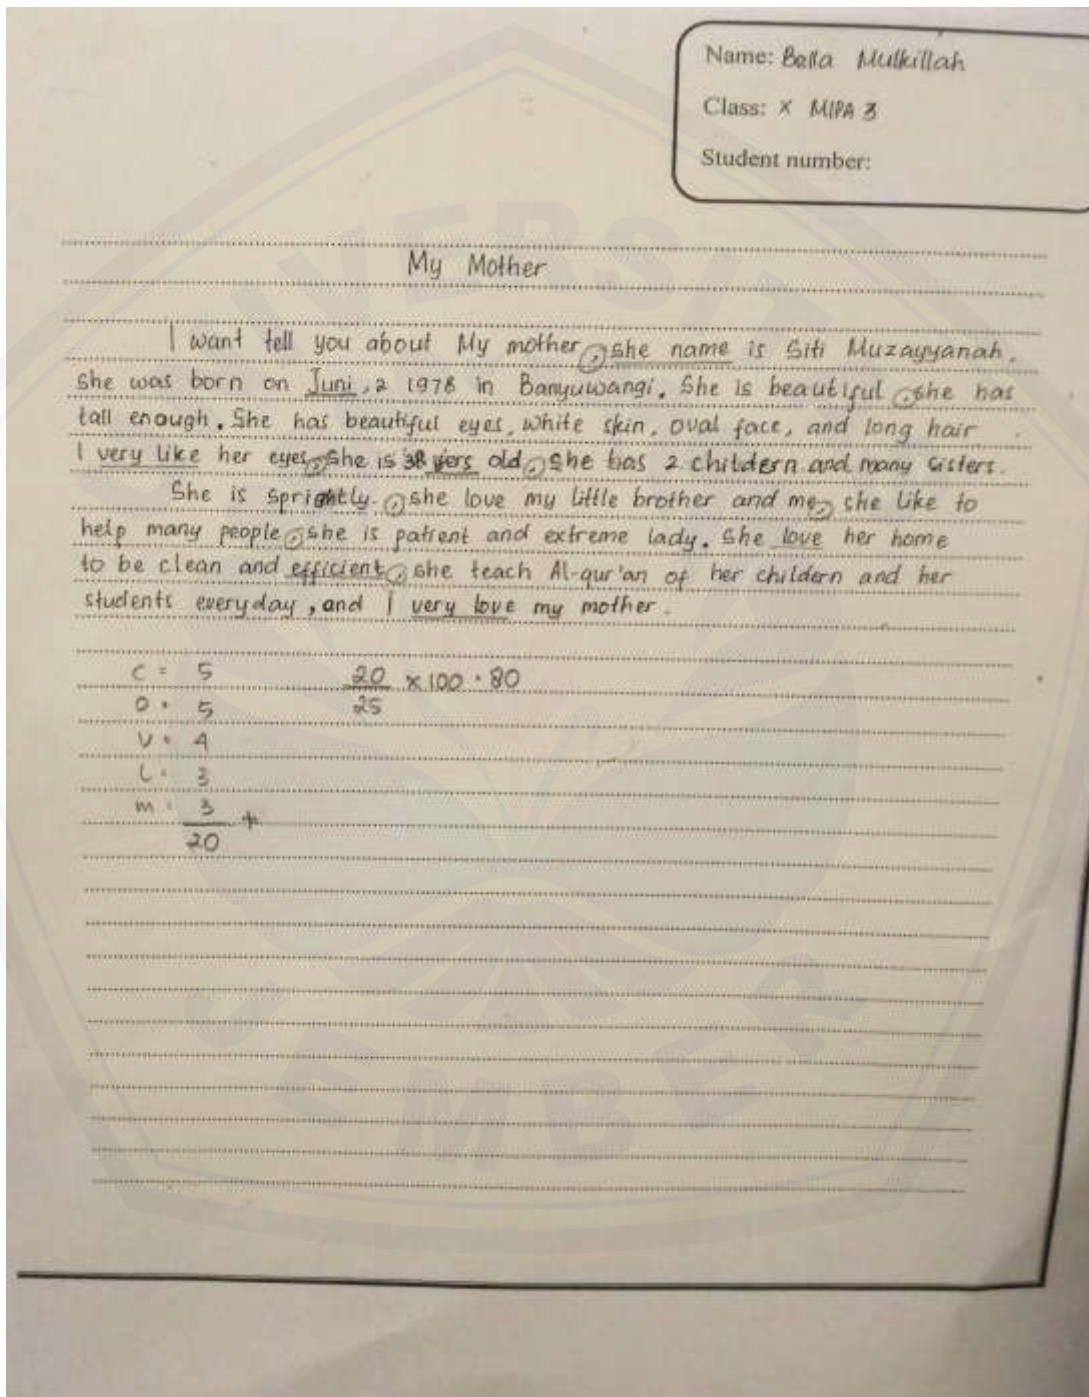 Name: Bella Mulkillah
Class: X MIPA 3
Student number:
My Mother
I want tell you about My mother, she name is Siti Muzayyanah.
She was born on Juni, 2 1978 in Banyuwangi. She is beautiful, she has
tall enough. She has beautiful eyes, white skin, oval face, and long hair.
I very like her eyes, She is 38 yers old, She has 2 childern and many sisters.
She is sprightly, she love my little brother and me, she like to
help many people, she is patient and extreme lady. She love her home
to be clean and efficient, she teach Al-qur'an of her childern and her
students everyday, and I very love my mother.
C = 5 20/25 x 100 = 80
O = 5
V = 4
L = 3
m = 3 +
20